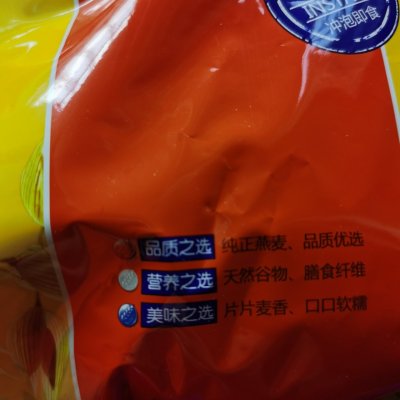 冲泡即食
品质之选 纯正燕麦、品质优选
营养之选 天然谷物、膳食纤维
美味之选 片片麦香、口口软糯